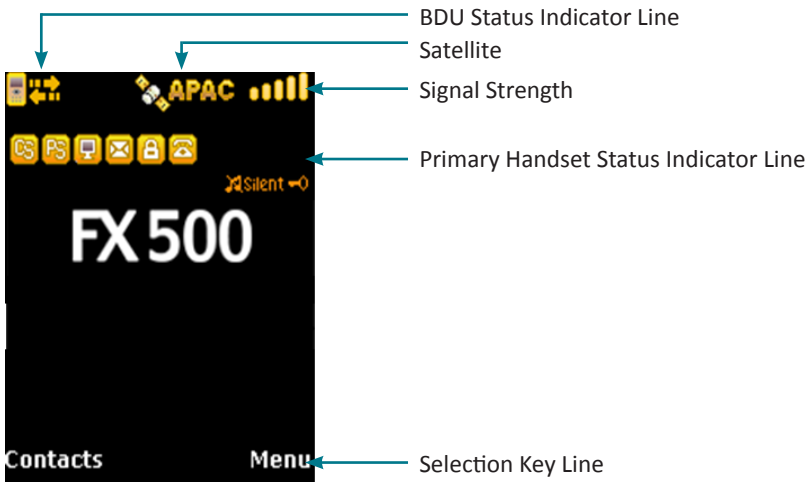 BDU Status Indicator Line
Satellite
APAC
Signal Strength
CS PS
Primary Handset Status Indicator Line
Silent
FX 500
Contacts Menu
Selection Key Line